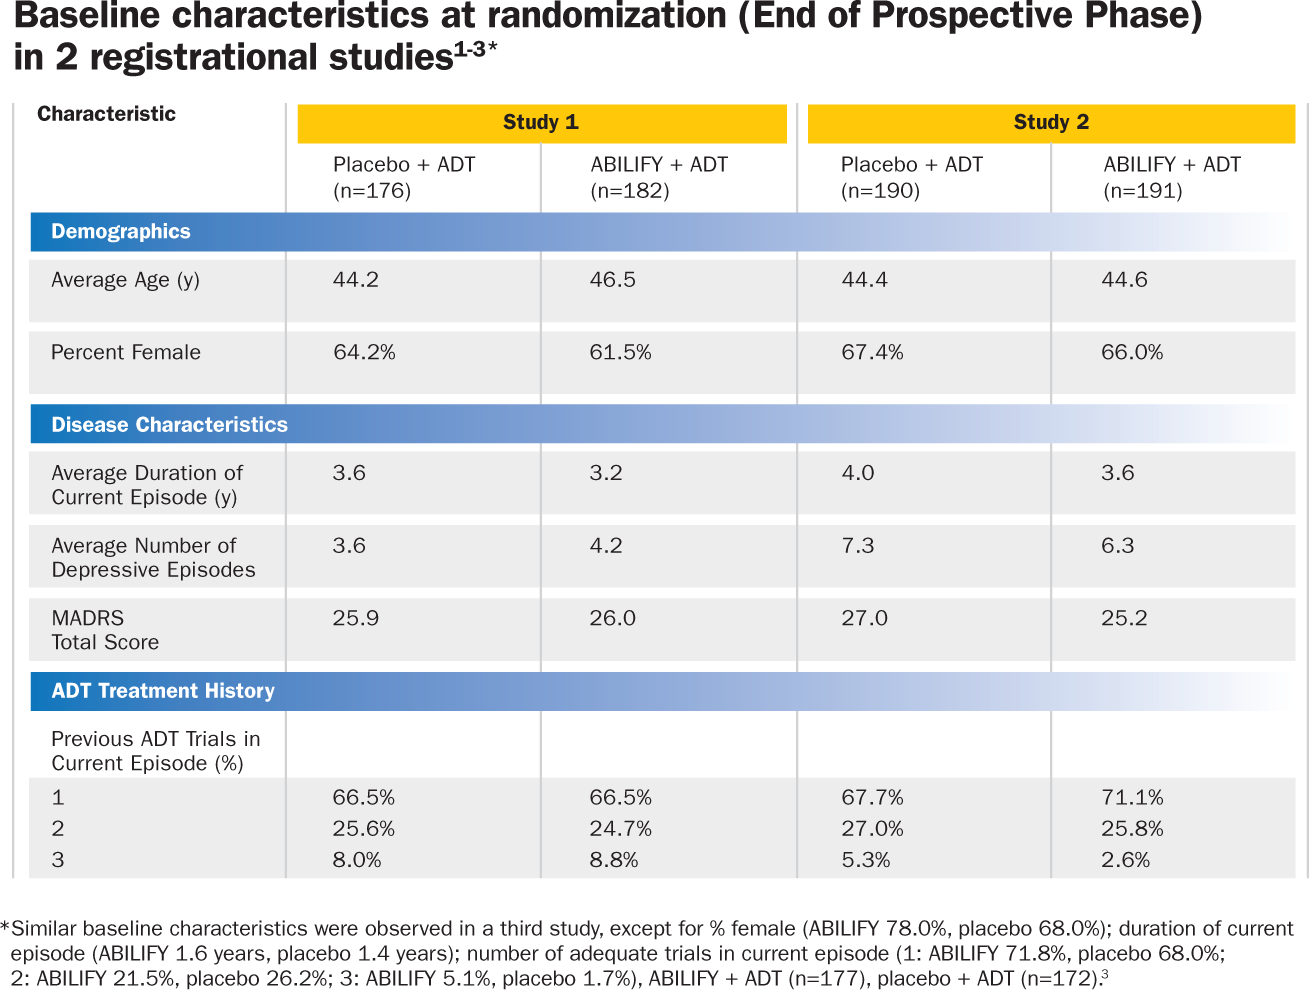 Baseline characteristics at randomization (End of Prospective Phase)
in 2 registrational studies1-3*
Characteristic Study 1 Study 2
Placebo + ADT (n=176) ABILIFY + ADT (n=182) Placebo + ADT (n=190) ABILIFY + ADT (n=191)
Demographics
Average Age (y) 44.2 46.5 44.4 44.6
Percent Female 64.2% 61.5% 67.4% 66.0%
Disease Characteristics
Average Duration of
Current Episode (y) 3.6 3.2 4.0 3.6
Average Number of
Depressive Episodes 3.6 4.2 7.3 6.3
MADRS
Total Score 25.9 26.0 27.0 25.2
ADT Treatment History
Previous ADT Trials in
Current Episode (%)
1 66.5% 66.5% 67.7% 71.1%
2 25.6% 24.7% 27.0% 25.8%
3 8.0% 8.8% 5.3% 2.6%
*Similar baseline characteristics were observed in a third study, except for % female (ABILIFY 78.0%, placebo 68.0%); duration of current
episode (ABILIFY 1.6 years, placebo 1.4 years); number of adequate trials in current episode (1: ABILIFY 71.8%, placebo 68.0%;
2: ABILIFY 21.5%, placebo 26.2%; 3: ABILIFY 5.1%, placebo 1.7%), ABILIFY + ADT (n=177), placebo + ADT (n=172).3